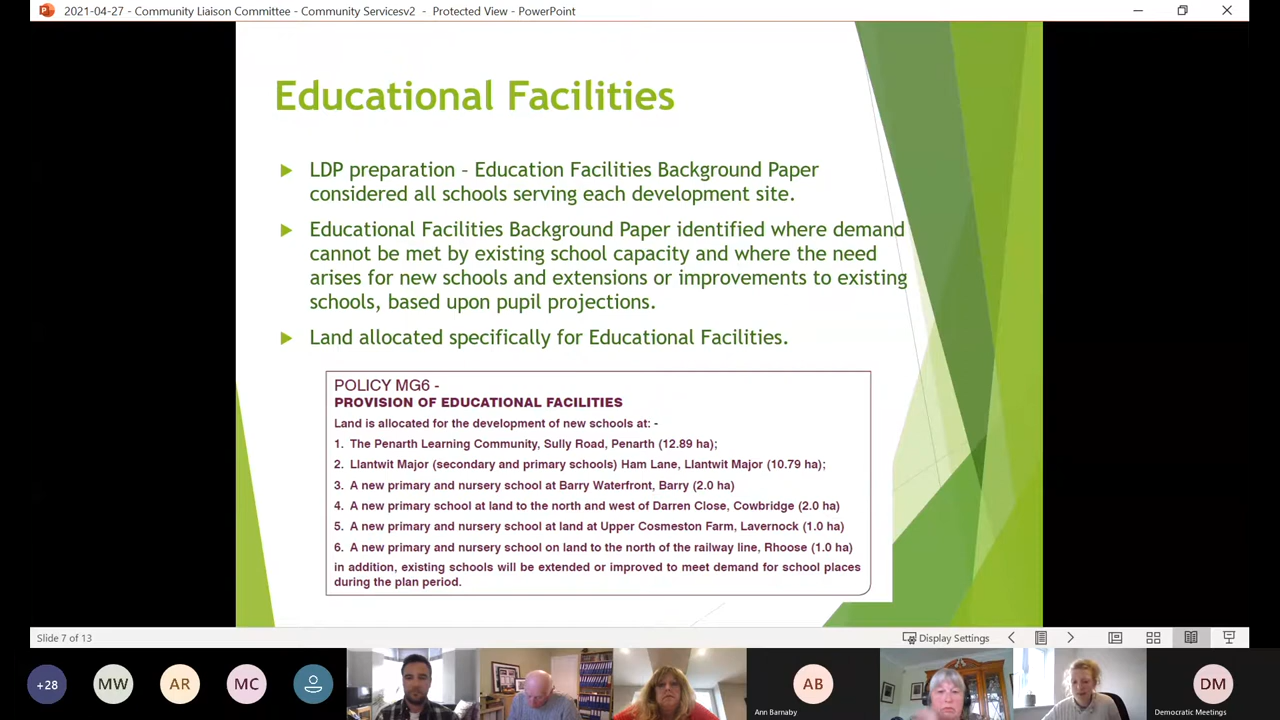 2021-04-27 - Community Liaison Committee - Community Servicesv2 - Protected View - PowerPoint
Educational Facilities
LDP preparation – Education Facilities Background Paper
considered all schools serving each development site.
Educational Facilities Background Paper identified where demand
cannot be met by existing school capacity and where the need
arises for new schools and extensions or improvements to existing
schools, based upon pupil projections.
Land allocated specifically for Educational Facilities.
POLICY MG6 -
PROVISION OF EDUCATIONAL FACILITIES
Land is allocated for the development of new schools at: -
1. The Penarth Learning Community, Sully Road, Penarth (12.89 ha);
2. Llantwit Major (secondary and primary schools) Ham Lane, Llantwit Major (10.79 ha);
3. A new primary and nursery school at Barry Waterfront, Barry (2.0 ha)
4. A new primary school at land to the north and west of Darren Close, Cowbridge (2.0 ha)
5. A new primary and nursery school at land at Upper Cosmeston Farm, Lavernock (1.0 ha)
6. A new primary and nursery school on land to the north of the railway line, Rhoose (1.0 ha)
in addition, existing schools will be extended or improved to meet demand for school places
during the plan period.
Slide 7 of 13
Display Settings
+28
MW
AR
MC
AB
Ann Barnaby
DM
Democratic Meetings